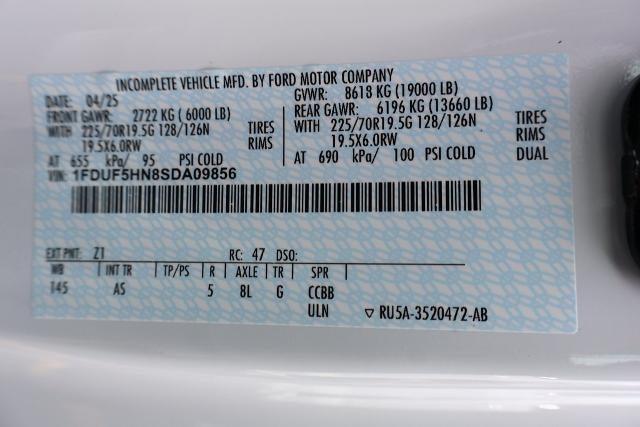 INCOMPLETE VEHICLE MFD. BY FORD MOTOR COMPANY
DATE: 04/25 GVWR: 8618 KG (19000 LB)
FRONT GAWR: 2722 KG (6000 LB) REAR GAWR: 6196 KG (13660 LB)
WITH 225/70R19.5G 128/126N TIRES WITH 225/70R19.5G 128/126N TIRES
19.5X6.0RW RIMS 19.5X6.0RW RIMS
AT 655 kPa/ 95 PSI COLD AT 690 kPa/ 100 PSI COLD DUAL
VIN: 1FDUF5HN8SDA09856
EXT PNT: Z1 RC: 47 DSO:
WB INT TR TP/PS R AXLE TR SPR
145 AS 5 8L G CCBB
ULN ▽ RU5A-3520472-AB